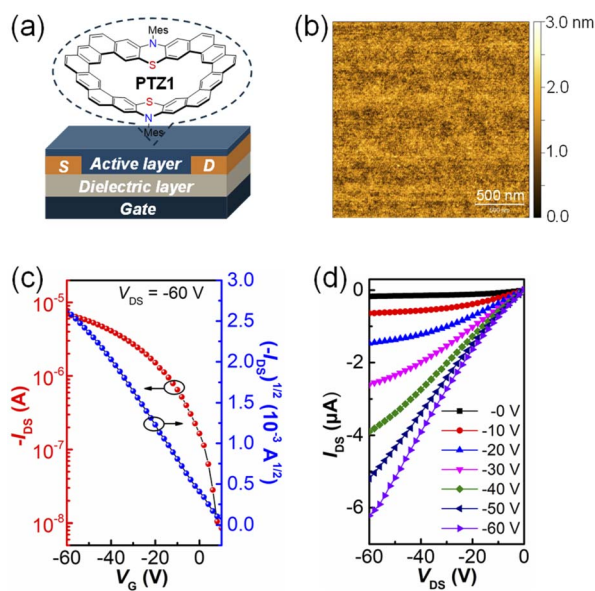 (a)
Mes
N
S
PTZ1
S
N
Mes
S Active layer D
Dielectric layer
Gate
(b)
3.0 nm
2.0
1.0
0.0
500 nm
(c)
V_DS = -60 V
10⁻⁵
10⁻⁶
10⁻⁷
10⁻⁸
-I_DS (A)
3.0
2.5
2.0
1.5
1.0
0.5
0.0
(-I_DS)^1/2 (10⁻³ A^1/2)
-60 -40 -20 0
V_G (V)
(d)
0
-2
-4
-6
I_DS (μA)
-0 V
-10 V
-20 V
-30 V
-40 V
-50 V
-60 V
-60 -50 -40 -30 -20 -10 0
V_DS (V)